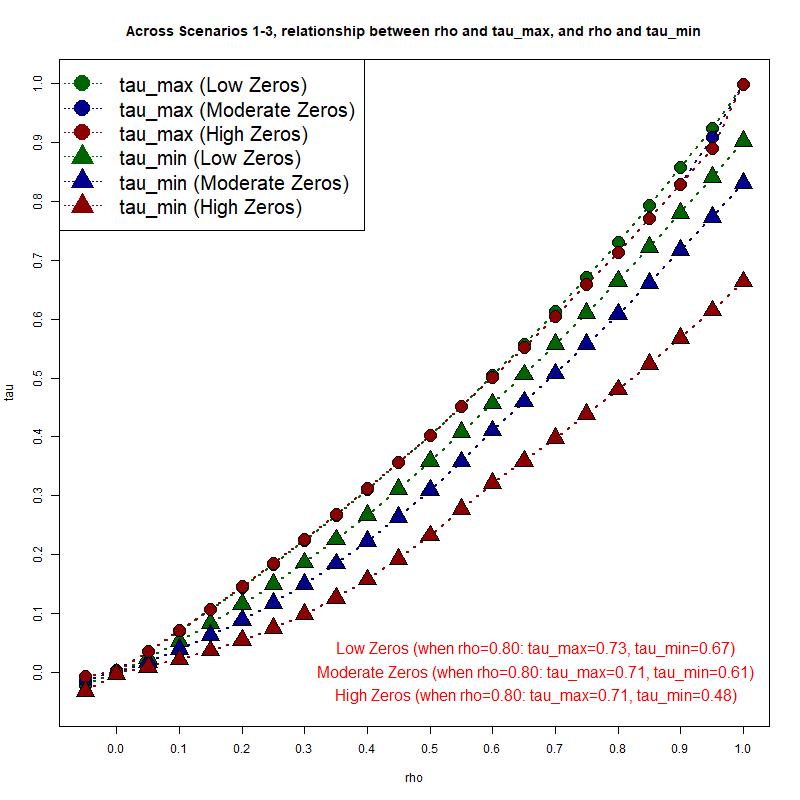 Across Scenarios 1-3, relationship between rho and tau_max, and rho and tau_min
tau_max (Low Zeros)
tau_max (Moderate Zeros)
tau_max (High Zeros)
tau_min (Low Zeros)
tau_min (Moderate Zeros)
tau_min (High Zeros)
1.0
0.9
0.8
0.7
0.6
0.5
0.4
0.3
0.2
0.1
0.0
tau
Low Zeros (when rho=0.80: tau_max=0.73, tau_min=0.67)
Moderate Zeros (when rho=0.80: tau_max=0.71, tau_min=0.61)
High Zeros (when rho=0.80: tau_max=0.71, tau_min=0.48)
0.0 0.1 0.2 0.3 0.4 0.5 0.6 0.7 0.8 0.9 1.0
rho